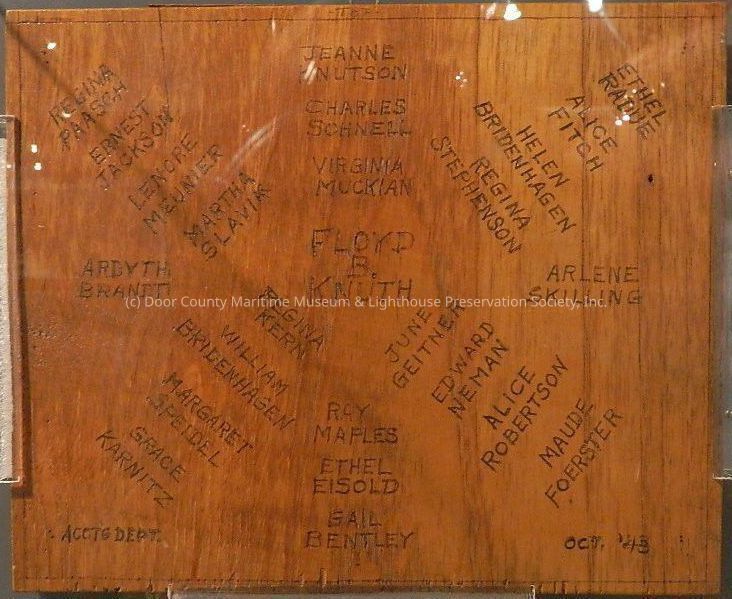 JEANNE
KNUTSON
CHARLES
SCHNELL
VIRGINIA
MUCKIAN
REGINA
PAASCH
ERNEST
JACKSON
LENORE
MEUNIER
MARTHA
SLAVIK
ETHEL
RADUE
ALICE
FITCH
HELEN
BRIDENHAGEN
REGINA
STEPHENSON
FLOYD
B.
KNUTH
ARDYTH
BRANDT
ARLENE
SKILLING
(c) Door County Maritime Museum & Lighthouse Preservation Society, Inc.
REGINA
KERN
WILLIAM
BRIDENHAGEN
MARGARET
SPEIDEL
GRACE
KARNITZ
JUNE
GEITNER
EDWARD
NEMAN
ALICE
ROBERTSON
MAUDE
FOERSTER
RAY
MAPLES
ETHEL
EISOLD
GAIL
BENTLEY
ACCTG DEPT.
OCT. '43